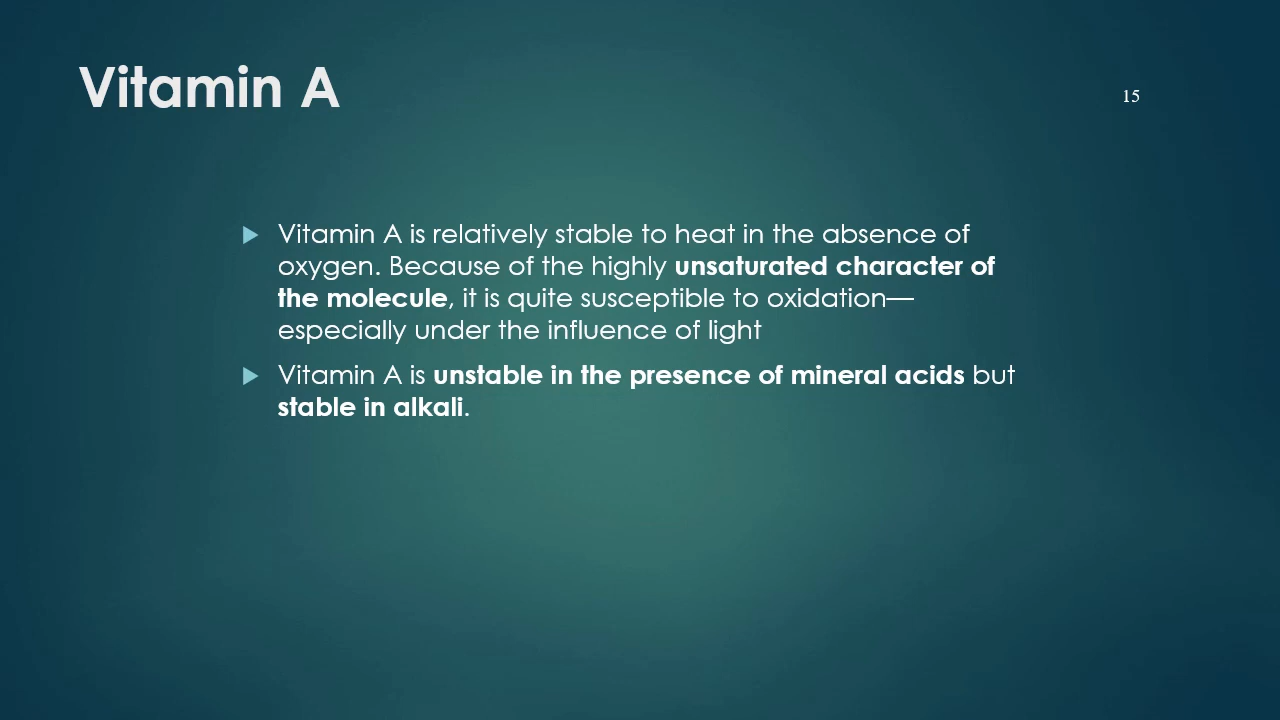 Vitamin A
15
Vitamin A is relatively stable to heat in the absence of
oxygen. Because of the highly unsaturated character of
the molecule, it is quite susceptible to oxidation—
especially under the influence of light
Vitamin A is unstable in the presence of mineral acids but
stable in alkali.